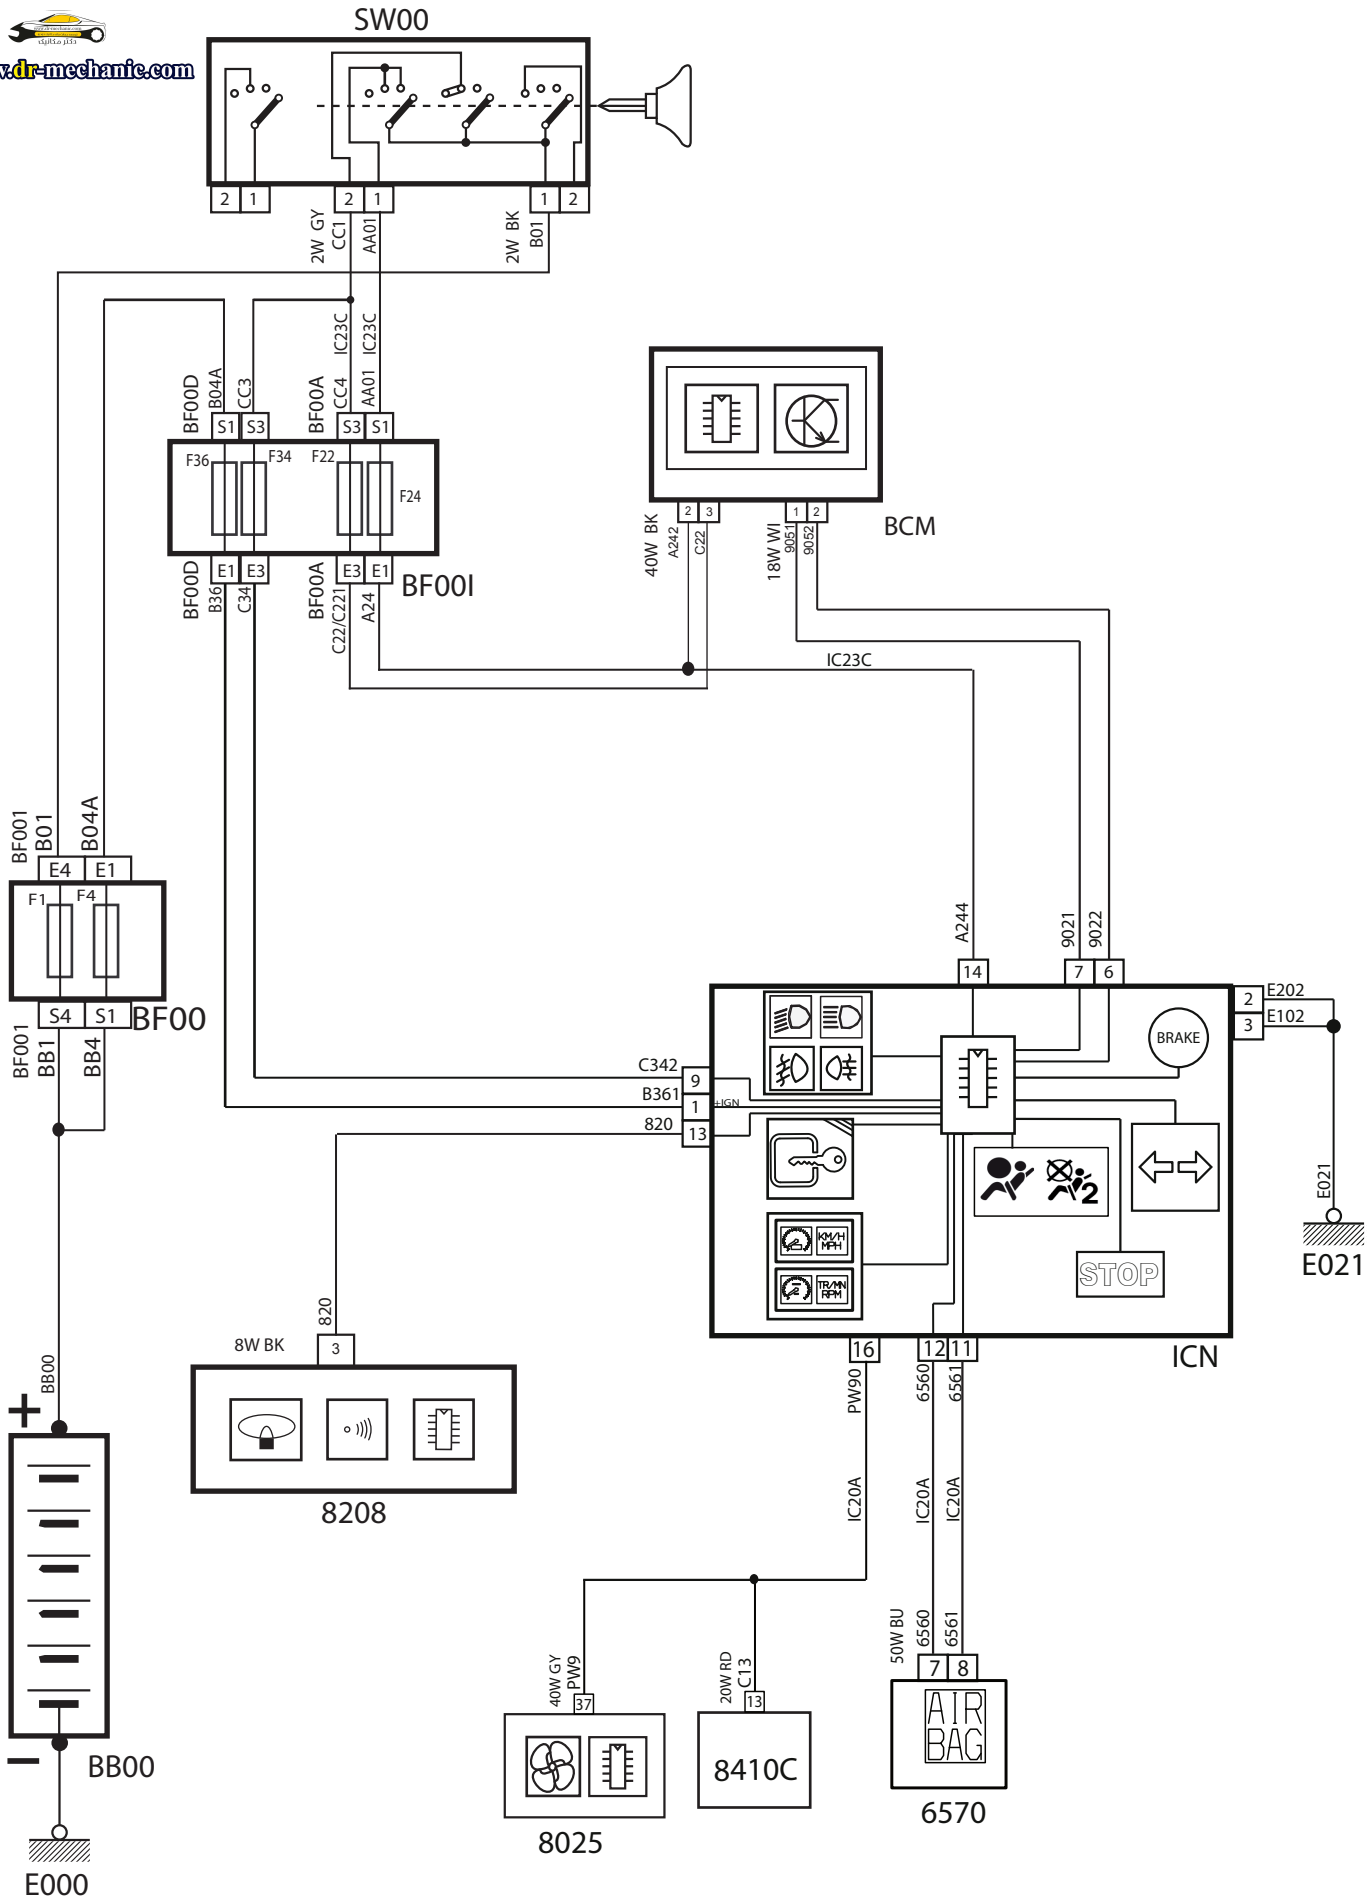 SW00
دکتر مکانیک
w.dr-mechanic.com
2 1 2 1 1 2
2W GY
CC1
AA01
2W BK
B01
IC23C
IC23C
BF00D
B04A
CC3
BF00A
CC4
AA01
S1 S3 S3 S1
F36
F34
F22
F24
E1 E3 E3 E1
BF00I
BF00D
B36
C34
BF00A
C22/C221
A24
2 3 1 2
BCM
40W BK
A242
C22
18W WI
9051
9052
IC23C
BF001
B01
B04A
E4 E1
F1
F4
S4 S1
BF00
BF001
BB1
BB4
A244
9021
9022
14 7 6
2 E202
3 E102
BRAKE
C342
9
B361
1
+IGN
820
13
E021
E021
KM/H
MPH
TR/MN
RPM
2
STOP
ICN
16 12 11
PW90
6560
6561
820
8W BK
3
8208
BB00
+
−
BB00
E000
IC20A
IC20A
IC20A
40W GY
PW9
37
8025
20W RD
C13
13
8410C
50W BU
6560
6561
7 8
AIR
BAG
6570